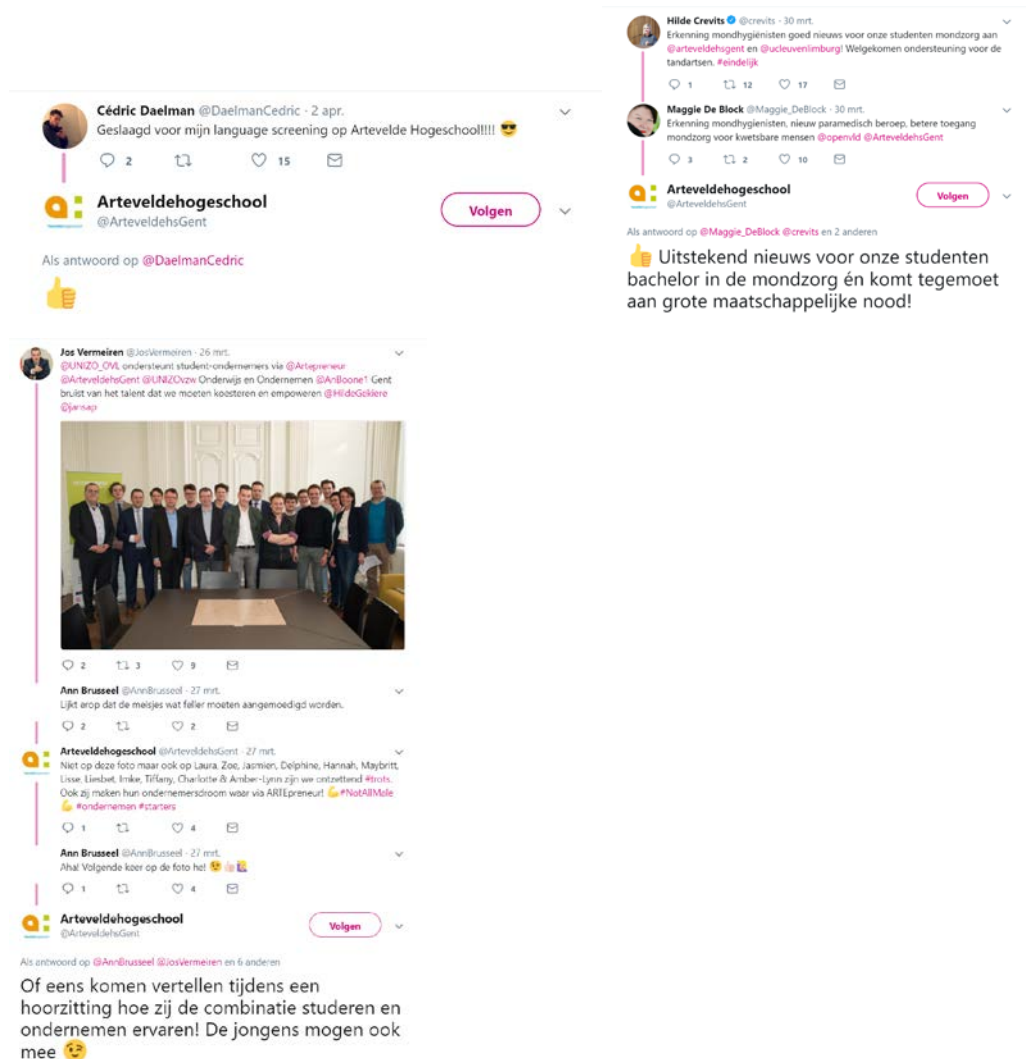 Cédric Daelman @DaelmanCedric · 2 apr.
Geslaagd voor mijn language screening op Artevelde Hogeschool!!!! 😎
2 15
Arteveldehogeschool
@ArteveldehsGent
Volgen
Als antwoord op @DaelmanCedric
👍
Hilde Crevits @crevits · 30 mrt.
Erkenning mondhygiënisten goed nieuws voor onze studenten mondzorg aan
@arteveldehsgent en @ucleuvenlimburg! Welgekomen ondersteuning voor de
tandartsen. #eindelijk
1 12 17
Maggie De Block @Maggie_DeBlock · 30 mrt.
Erkenning mondhygienisten, nieuw paramedisch beroep, betere toegang
mondzorg voor kwetsbare mensen @openvld @ArteveldehsGent
3 2 10
Arteveldehogeschool
@ArteveldehsGent
Volgen
Als antwoord op @Maggie_DeBlock @crevits en 2 anderen
👍 Uitstekend nieuws voor onze studenten
bachelor in de mondzorg én komt tegemoet
aan grote maatschappelijke nood!
Jos Vermeiren @JosVermeiren · 26 mrt.
@UNIZO_OVL ondersteunt student-ondernemers via @Artepreneur
@ArteveldehsGent @UNIZOvzw Onderwijs en Ondernemen @AnBoone1 Gent
bruist van het talent dat we moeten koesteren en empoweren @HildeGekiere
@jansap
2 3 9
Ann Brusseel @AnnBrusseel · 27 mrt.
Lijkt erop dat de meisjes wat feller moeten aangemoedigd worden.
2 2
Arteveldehogeschool @ArteveldehsGent · 27 mrt.
Niet op deze foto maar ook op Laura, Zoe, Jasmien, Delphine, Hannah, Maybritt,
Lisse, Liesbet, Imke, Tiffany, Charlotte & Amber-Lynn zijn we ontzettend #trots.
Ook zij maken hun ondernemersdroom waar via ARTEpreneur! 💪#NotAllMale
💪 #ondernemen #starters
1 4
Ann Brusseel @AnnBrusseel · 27 mrt.
Aha! Volgende keer op de foto he!
1 4
Arteveldehogeschool
@ArteveldehsGent
Volgen
Als antwoord op @AnnBrusseel @JosVermeiren en 6 anderen
Of eens komen vertellen tijdens een
hoorzitting hoe zij de combinatie studeren en
ondernemen ervaren! De jongens mogen ook
mee 😉